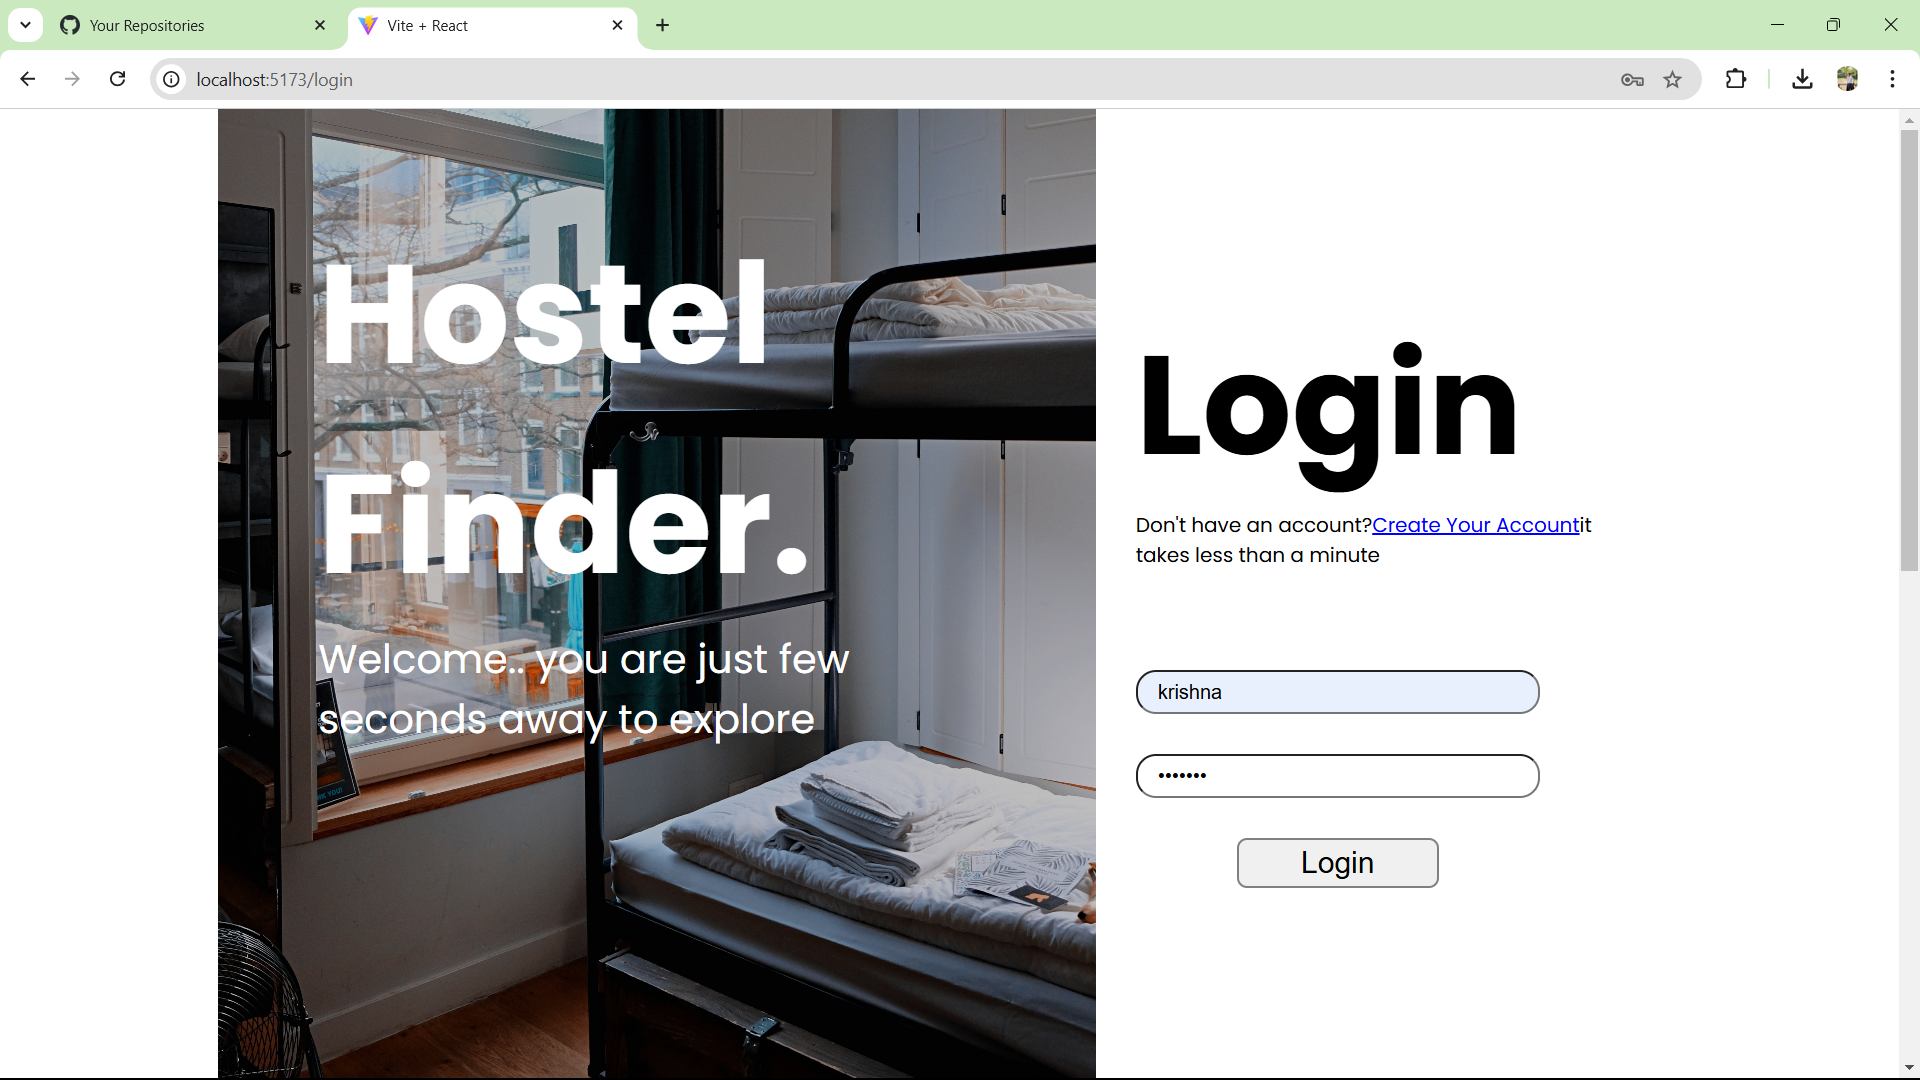 Your Repositories
Vite + React
localhost:5173/login
Hostel
Finder.
Welcome.. you are just few
seconds away to explore
Login
Don't have an account?Create Your Accountit
takes less than a minute
krishna
•••••••
Login